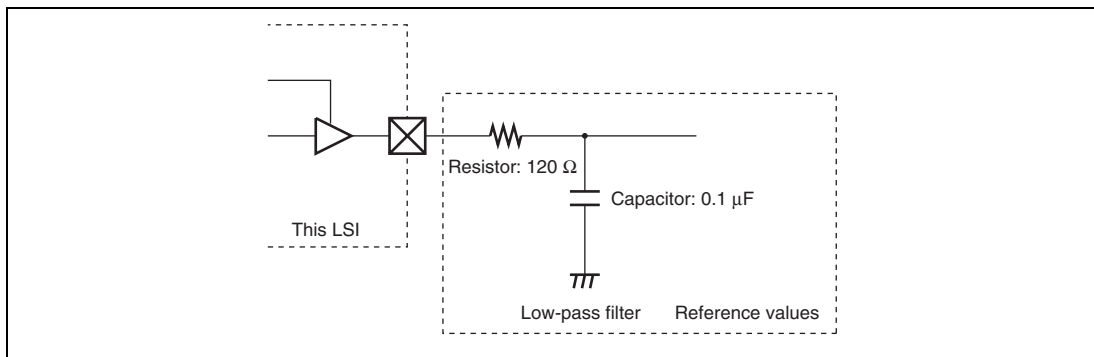 Resistor: 120 Ω
Capacitor: 0.1 μF
This LSI
Low-pass filter
Reference values